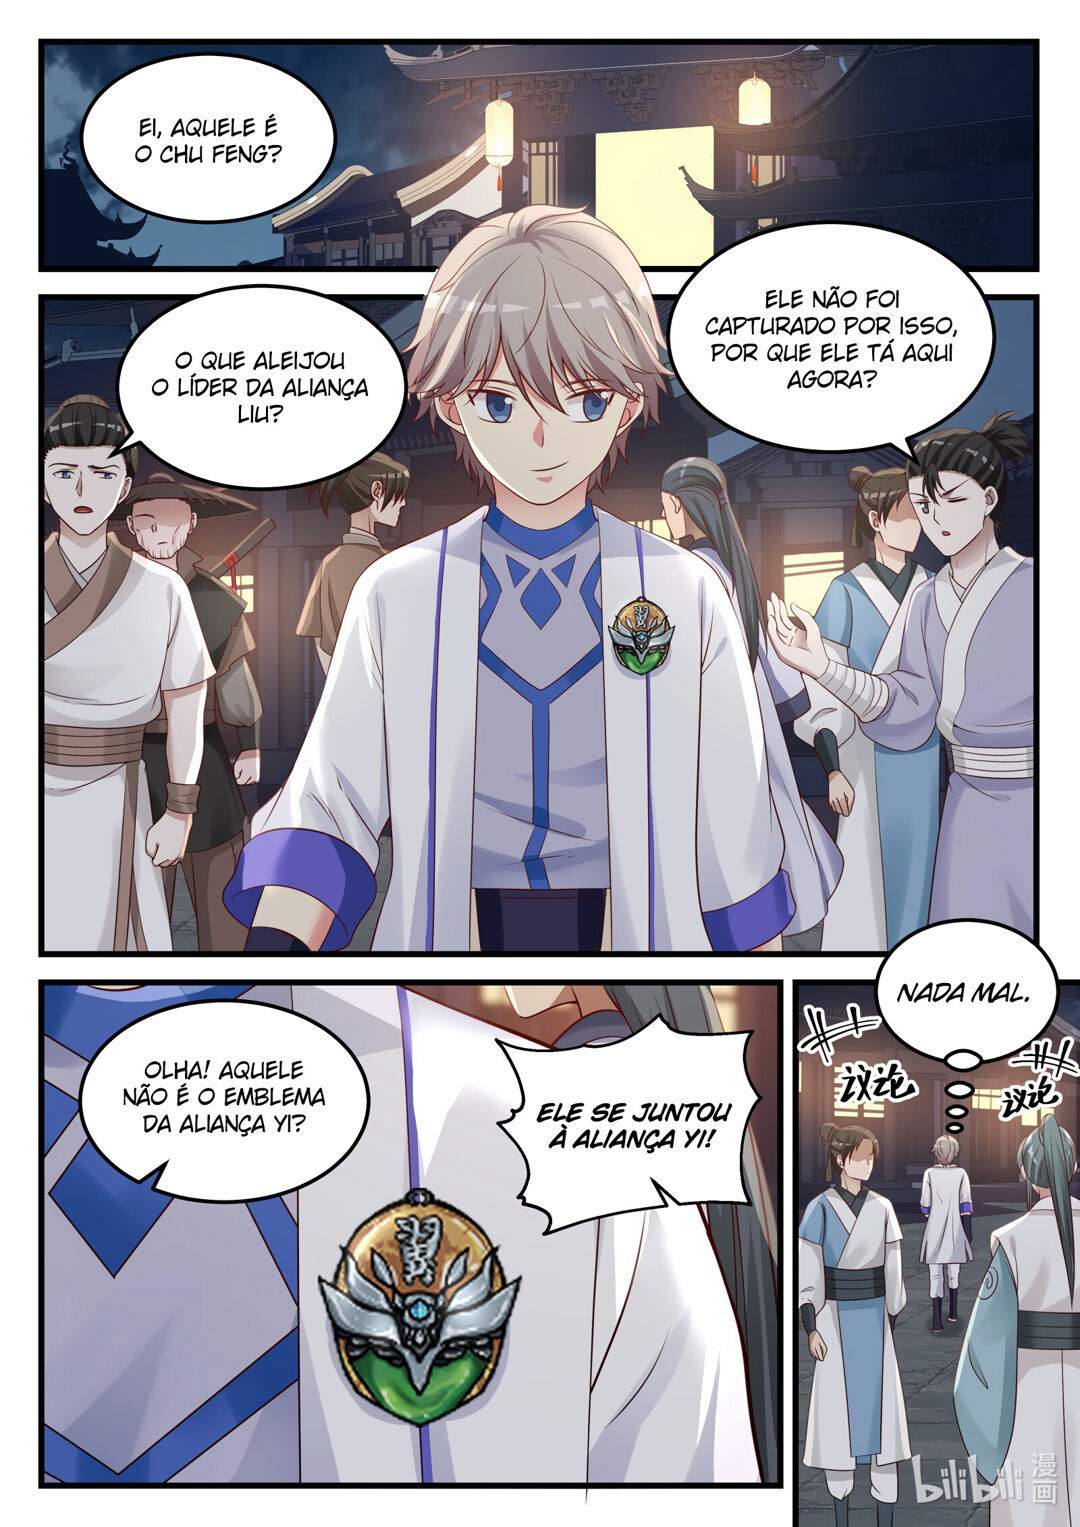 EI, AQUELE É
O CHU FENG?
ELE NÃO FOI
CAPTURADO POR ISSO,
POR QUE ELE TÁ AQUI
AGORA?
O QUE ALEIJOU
O LÍDER DA ALIANÇA
LIU?
翼
OLHA! AQUELE
NÃO É O EMBLEMA
DA ALIANÇA YI?
ELE SE JUNTOU
À ALIANÇA YI!
翼
NADA MAL.
议论
议论
bilibili
漫画